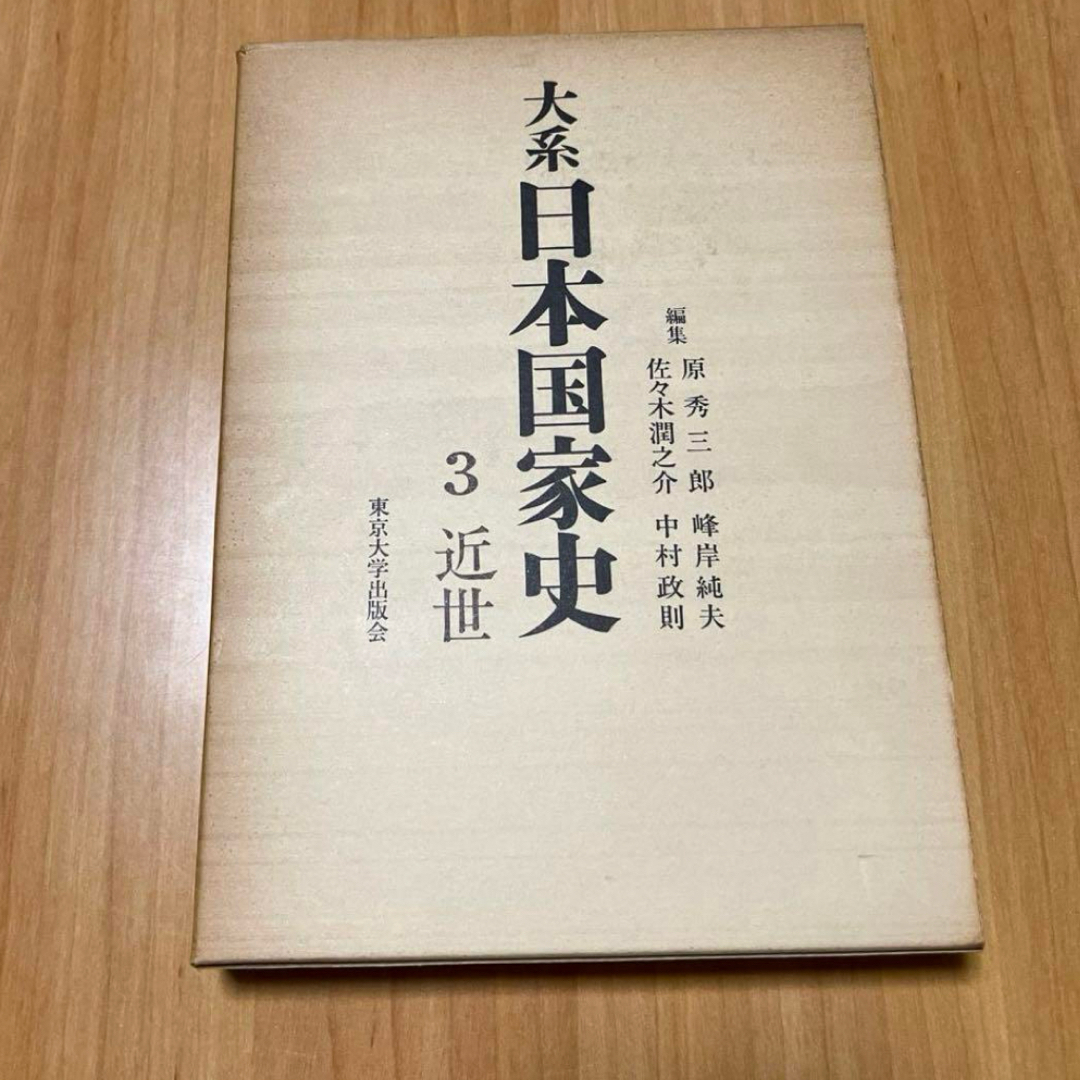 編集
原秀三郎 峰岸純夫
佐々木潤之介 中村政則
大系日本国家史
3 近世
東京大学出版会